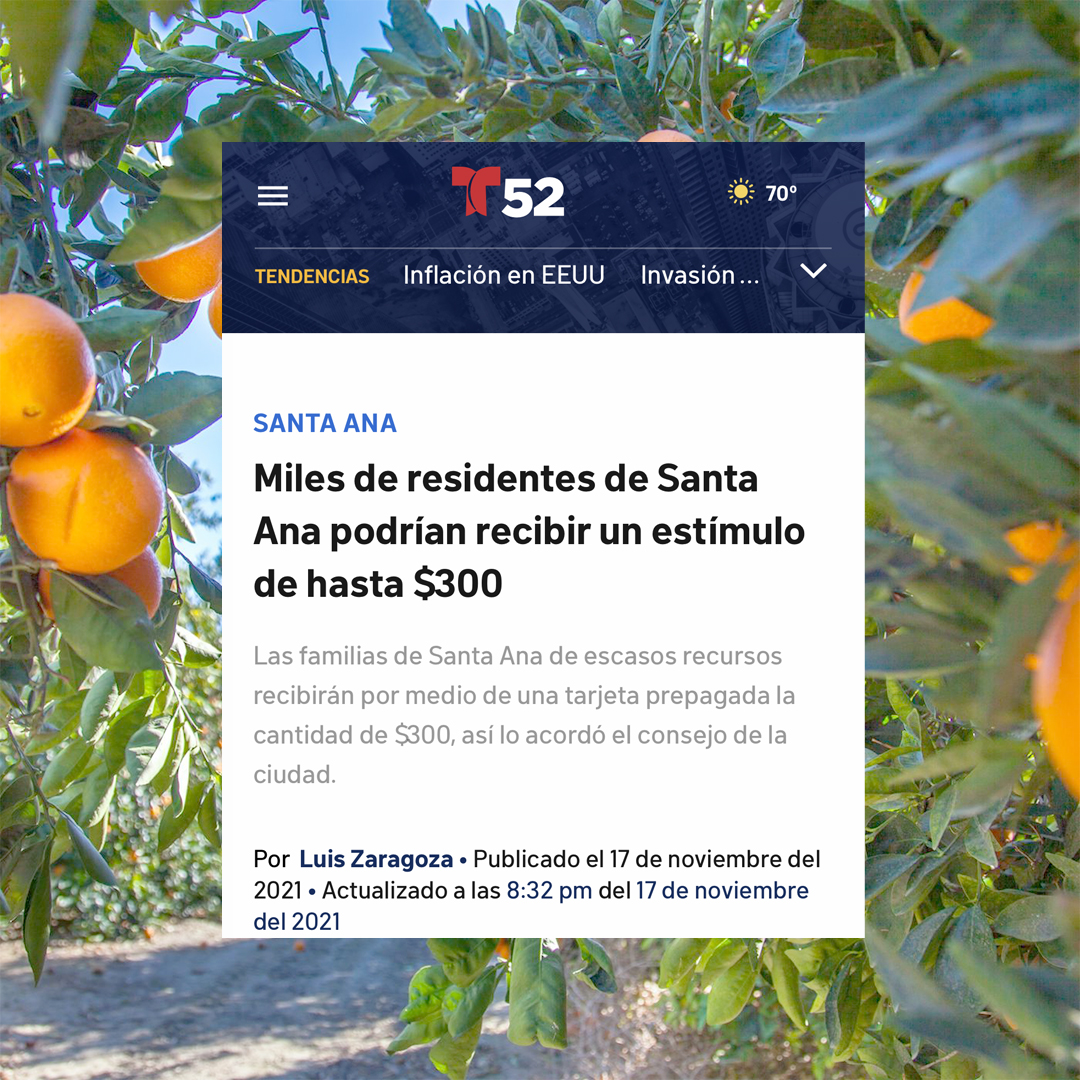 T52
70°
TENDENCIAS Inflación en EEUU Invasión ...
SANTA ANA
Miles de residentes de Santa
Ana podrían recibir un estímulo
de hasta $300
Las familias de Santa Ana de escasos recursos
recibirán por medio de una tarjeta prepagada la
cantidad de $300, así lo acordó el consejo de la
ciudad.
Por Luis Zaragoza • Publicado el 17 de noviembre del
2021 • Actualizado a las 8:32 pm del 17 de noviembre
del 2021